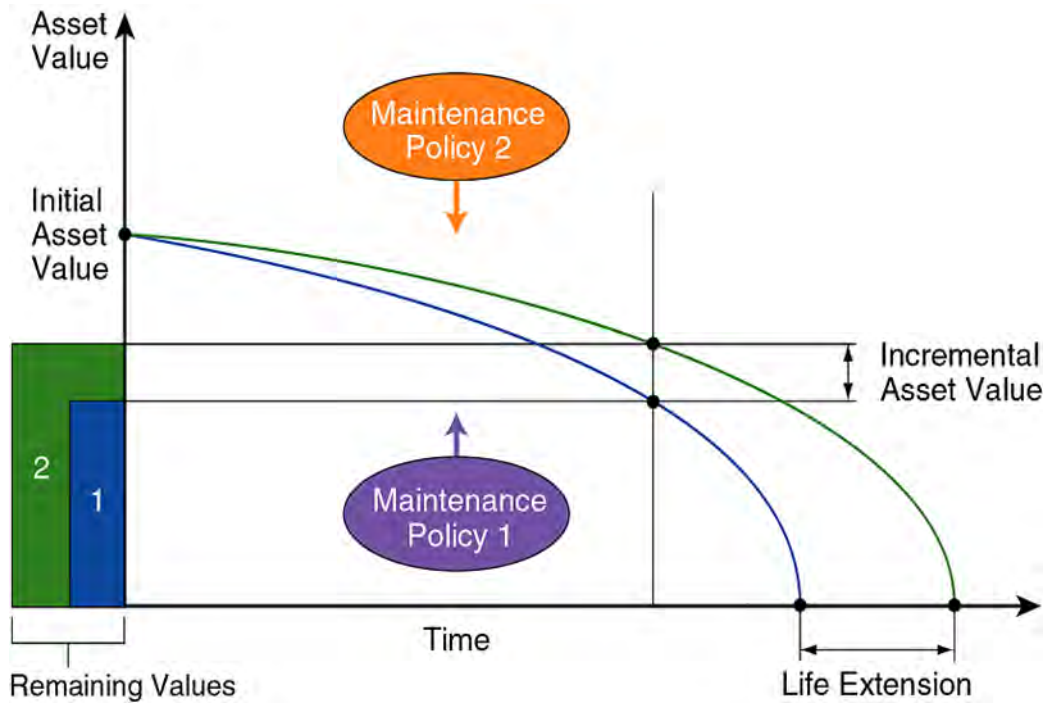 Asset
Value
Maintenance
Policy 2
Initial
Asset
Value
Incremental
Asset Value
2
1
Maintenance
Policy 1
Time
Remaining Values
Life Extension